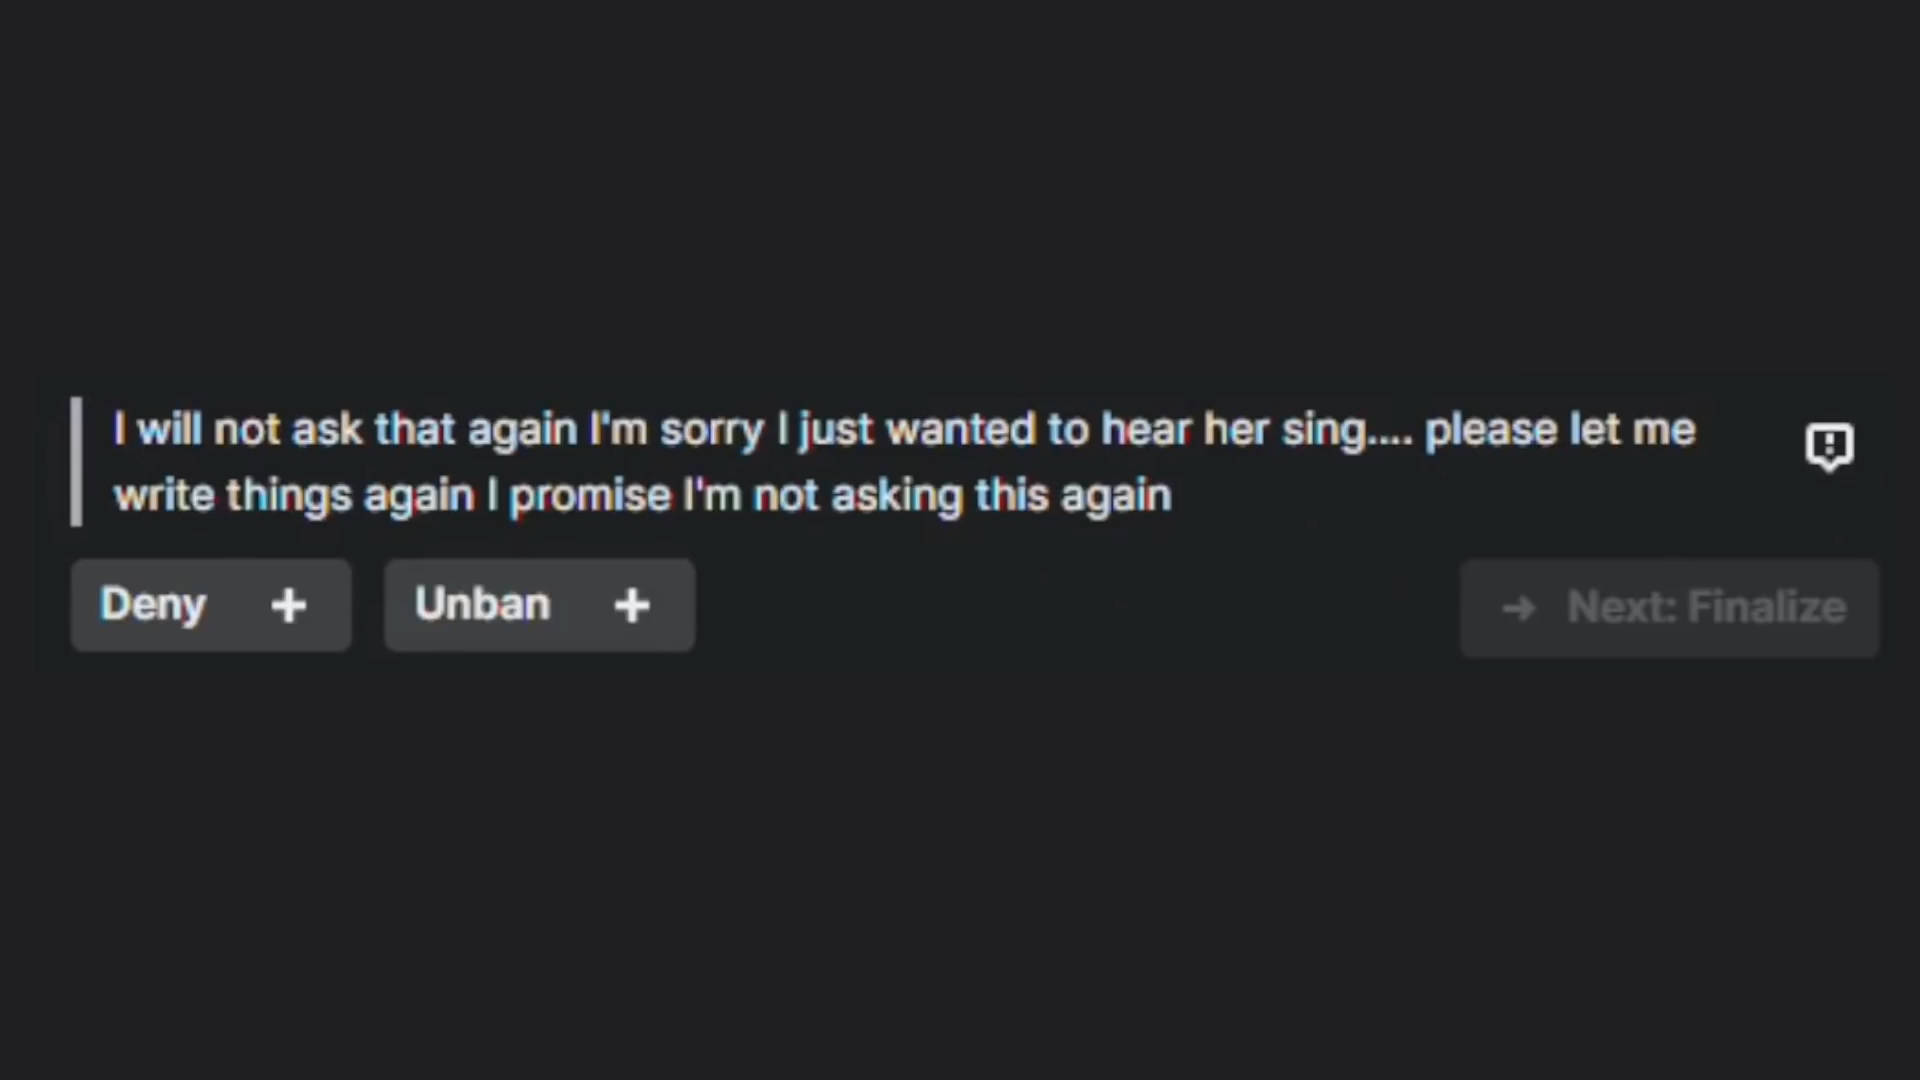 I will not ask that again I'm sorry I just wanted to hear her sing.... please let me
write things again I promise I'm not asking this again
Deny +
Unban +
→ Next: Finalize